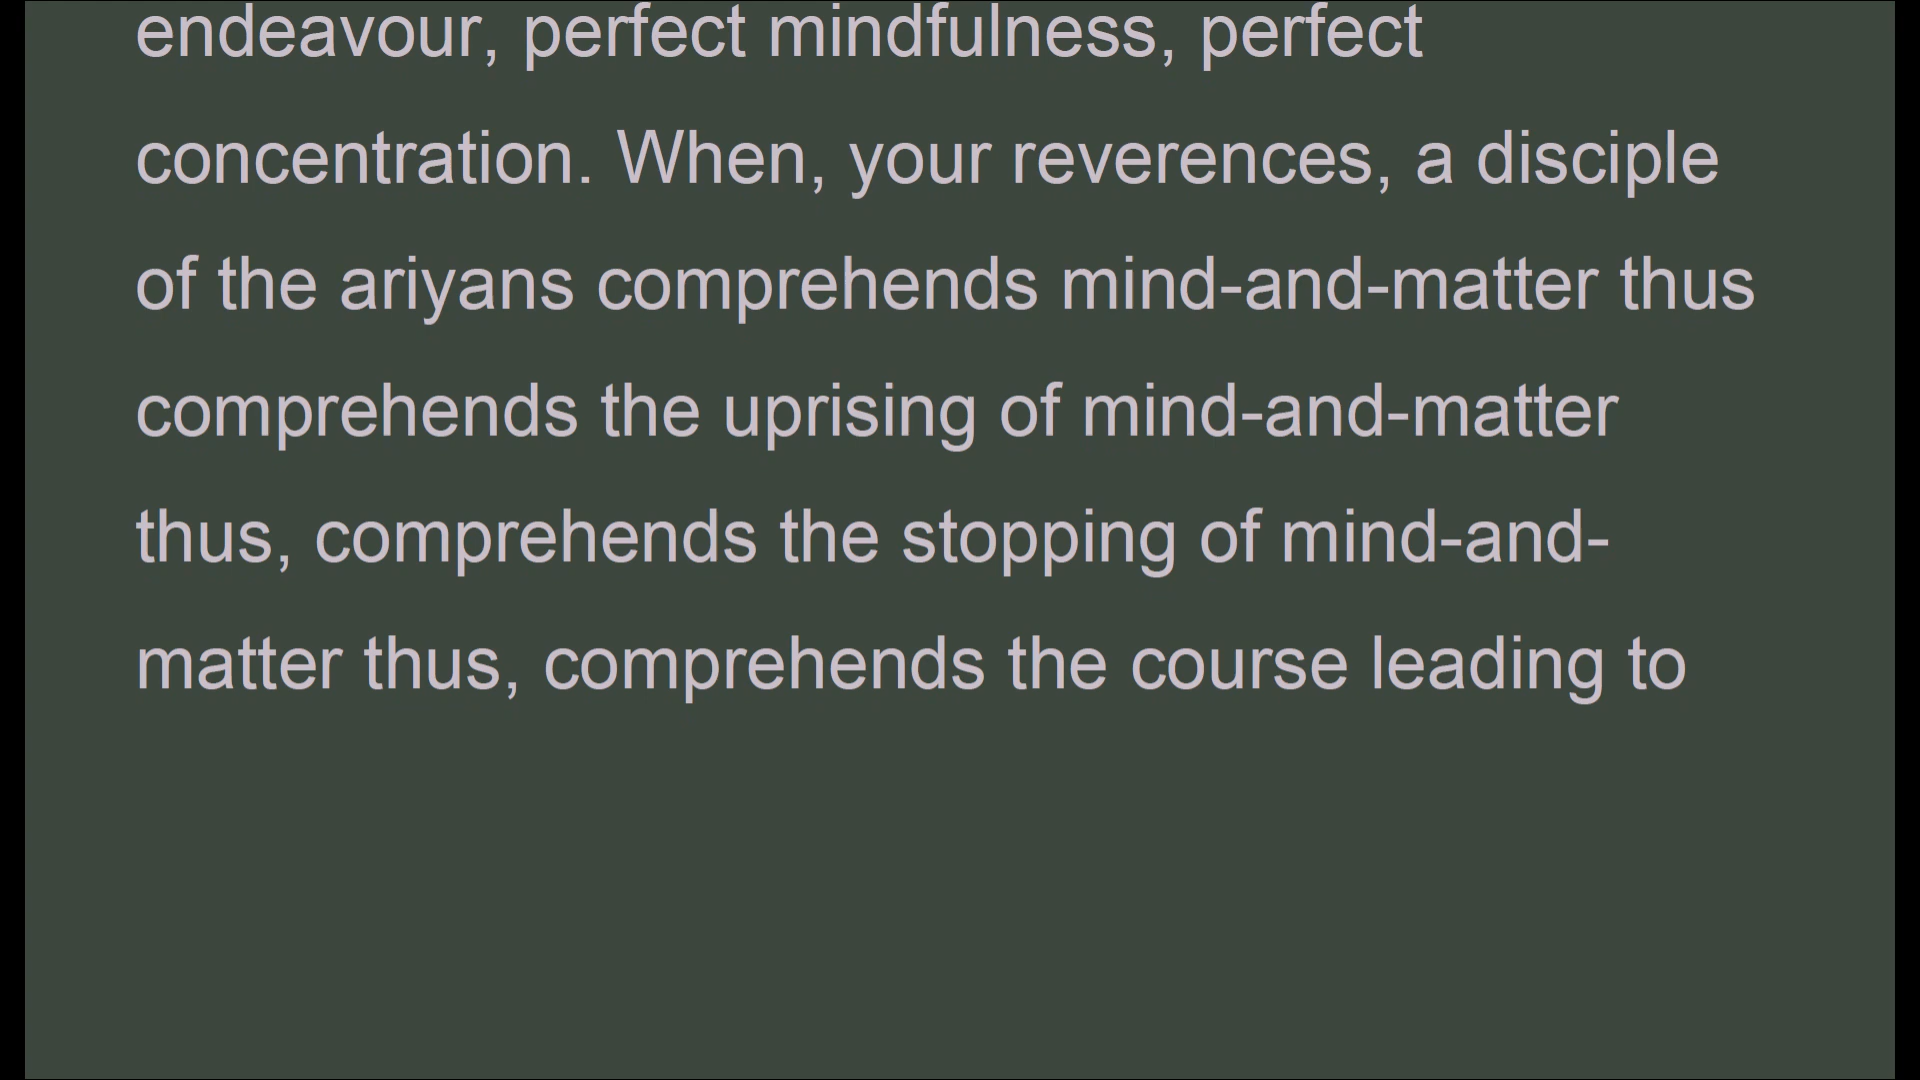 endeavour, perfect mindfulness, perfect
concentration. When, your reverences, a disciple
of the ariyans comprehends mind-and-matter thus
comprehends the uprising of mind-and-matter
thus, comprehends the stopping of mind-and-
matter thus, comprehends the course leading to